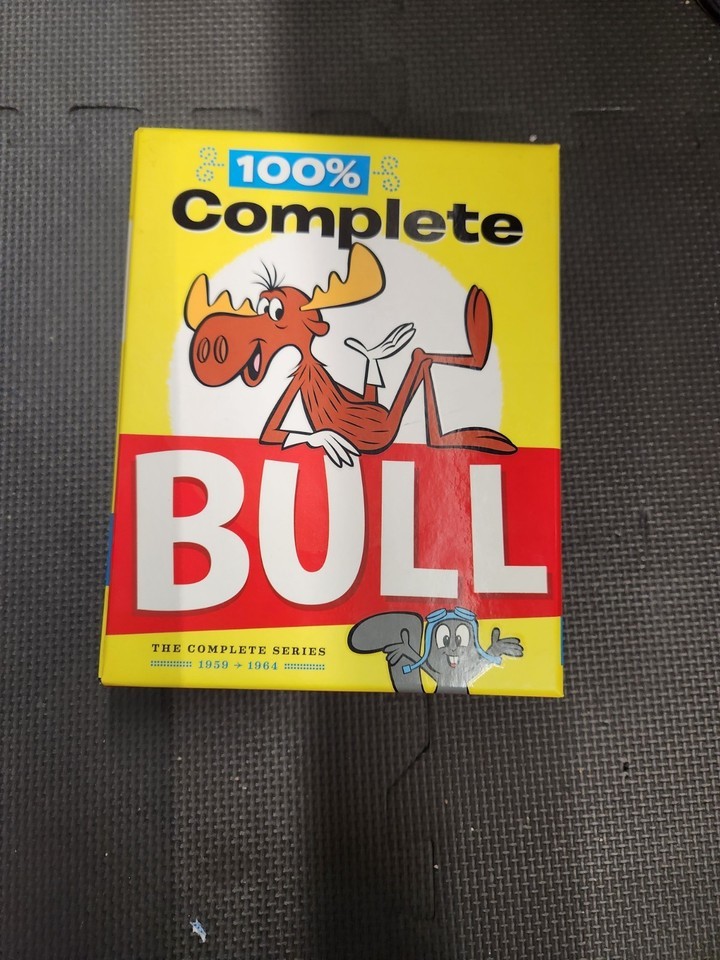 100%
Complete
BULL
THE COMPLETE SERIES
1959 → 1964